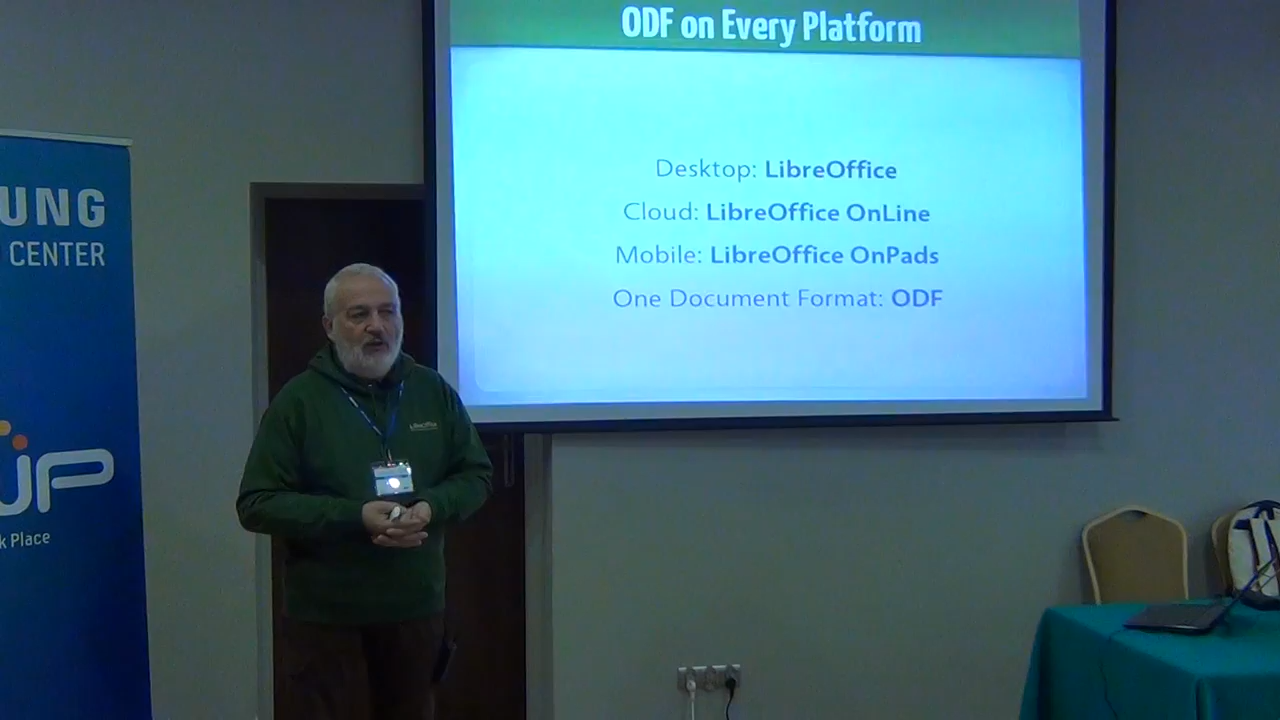 ODF on Every Platform
Desktop: LibreOffice
Cloud: LibreOffice OnLine
Mobile: LibreOffice OnPads
One Document Format: ODF
UNG
CENTER
UP
k Place
LibreOffice